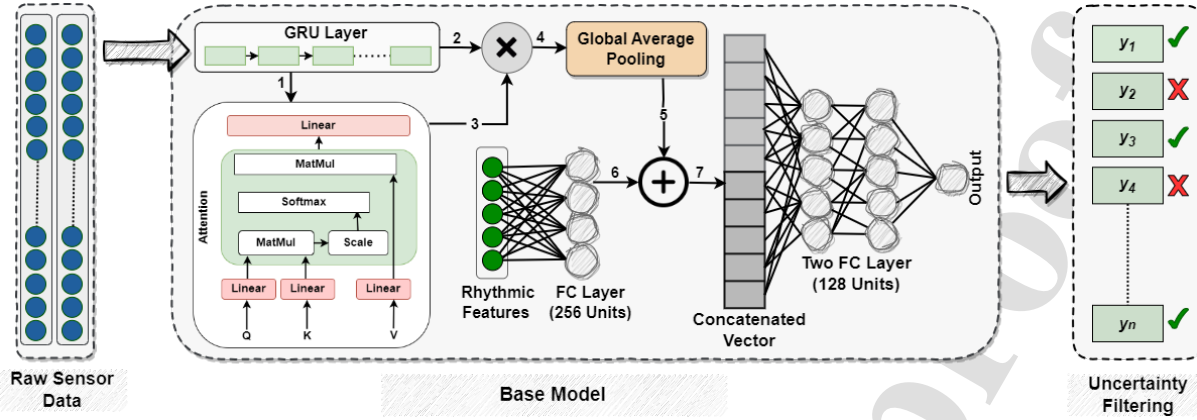 GRU Layer
1
2
3
4
Global Average
Pooling
5
6
7
Attention
Linear
MatMul
Softmax
MatMul
Scale
Linear
Linear
Linear
Q
K
V
Rhythmic
Features
FC Layer
(256 Units)
Concatenated
Vector
Two FC Layer
(128 Units)
Output
y1
y2
y3
y4
yn
Raw Sensor
Data
Base Model
Uncertainty
Filtering